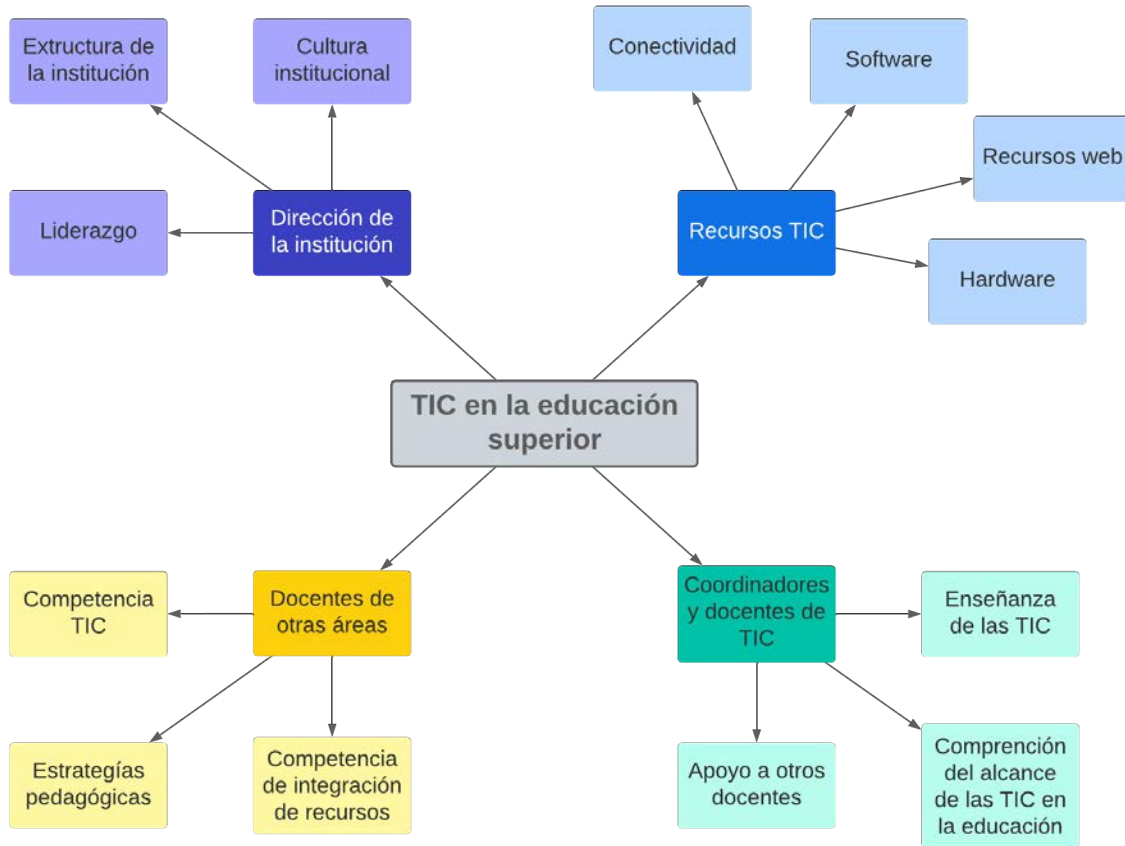 Extructura de
la institución
Cultura
institucional
Conectividad
Software
Recursos web
Liderazgo
Dirección de
la institución
Recursos TIC
Hardware
TIC en la educación
superior
Competencia
TIC
Docentes de
otras áreas
Coordinadores
y docentes de
TIC
Enseñanza
de las TIC
Estrategías
pedagógicas
Competencia
de integración
de recursos
Apoyo a otros
docentes
Comprención
del alcance
de las TIC en
la educación